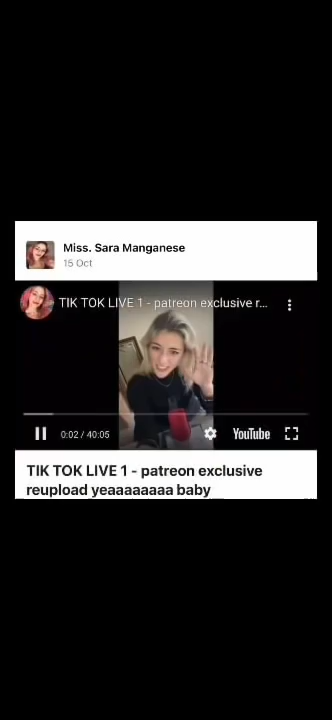 Miss. Sara Manganese
15 Oct
TIK TOK LIVE 1 - patreon exclusive r...
0:02 / 40:05
YouTube
TIK TOK LIVE 1 - patreon exclusive
reupload yeaaaaaaaa baby